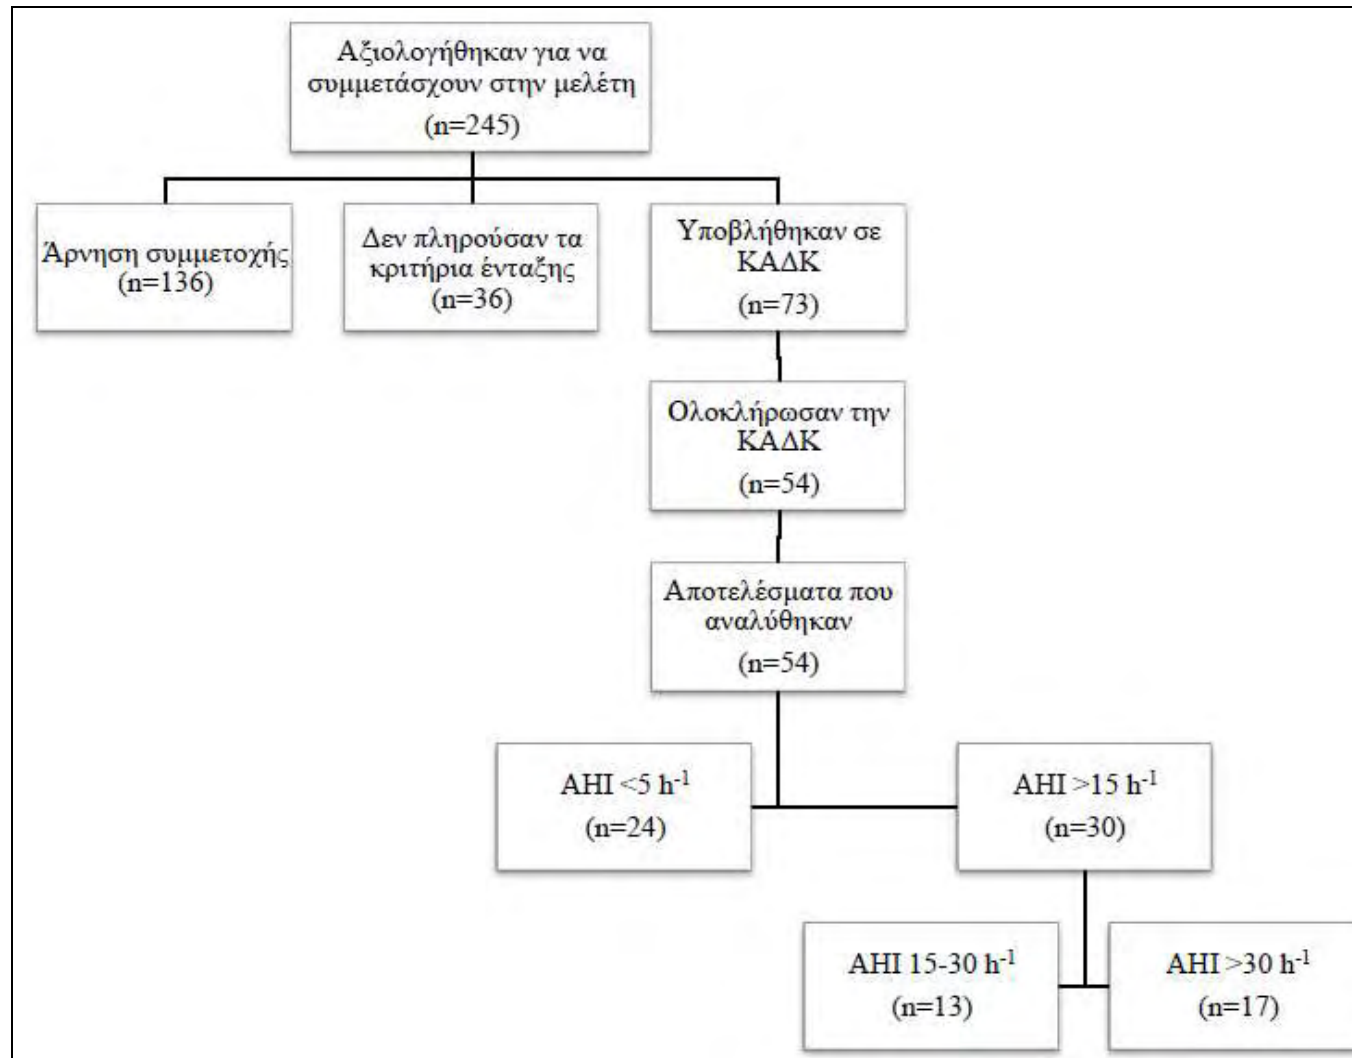 Αξιολογήθηκαν για να
συμμετάσχουν στην μελέτη
(n=245)
Άρνηση συμμετοχής
(n=136)
Δεν πληρούσαν τα
κριτήρια ένταξης
(n=36)
Υποβλήθηκαν σε
ΚΑΔΚ
(n=73)
Ολοκλήρωσαν την
ΚΑΔΚ
(n=54)
Αποτελέσματα που
αναλύθηκαν
(n=54)
AHI <5 h⁻¹
(n=24)
AHI >15 h⁻¹
(n=30)
AHI 15-30 h⁻¹
(n=13)
AHI >30 h⁻¹
(n=17)